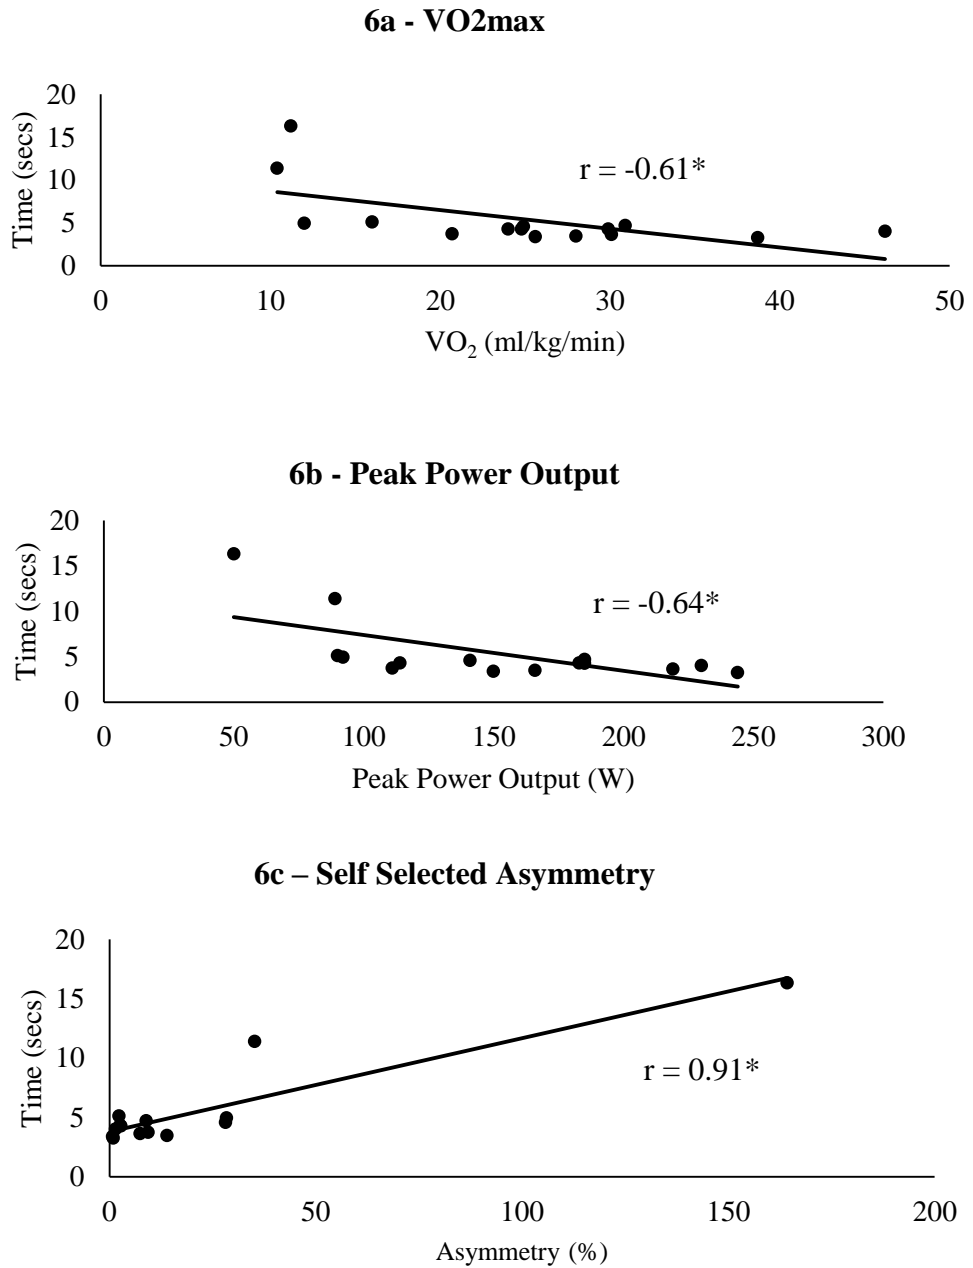 6a - VO2max
20
15
10
5
0
Time (secs)
r = -0.61*
0 10 20 30 40 50
VO₂ (ml/kg/min)
6b - Peak Power Output
20
15
10
5
0
Time (secs)
r = -0.64*
0 50 100 150 200 250 300
Peak Power Output (W)
6c – Self Selected Asymmetry
20
15
10
5
0
Time (secs)
r = 0.91*
0 50 100 150 200
Asymmetry (%)